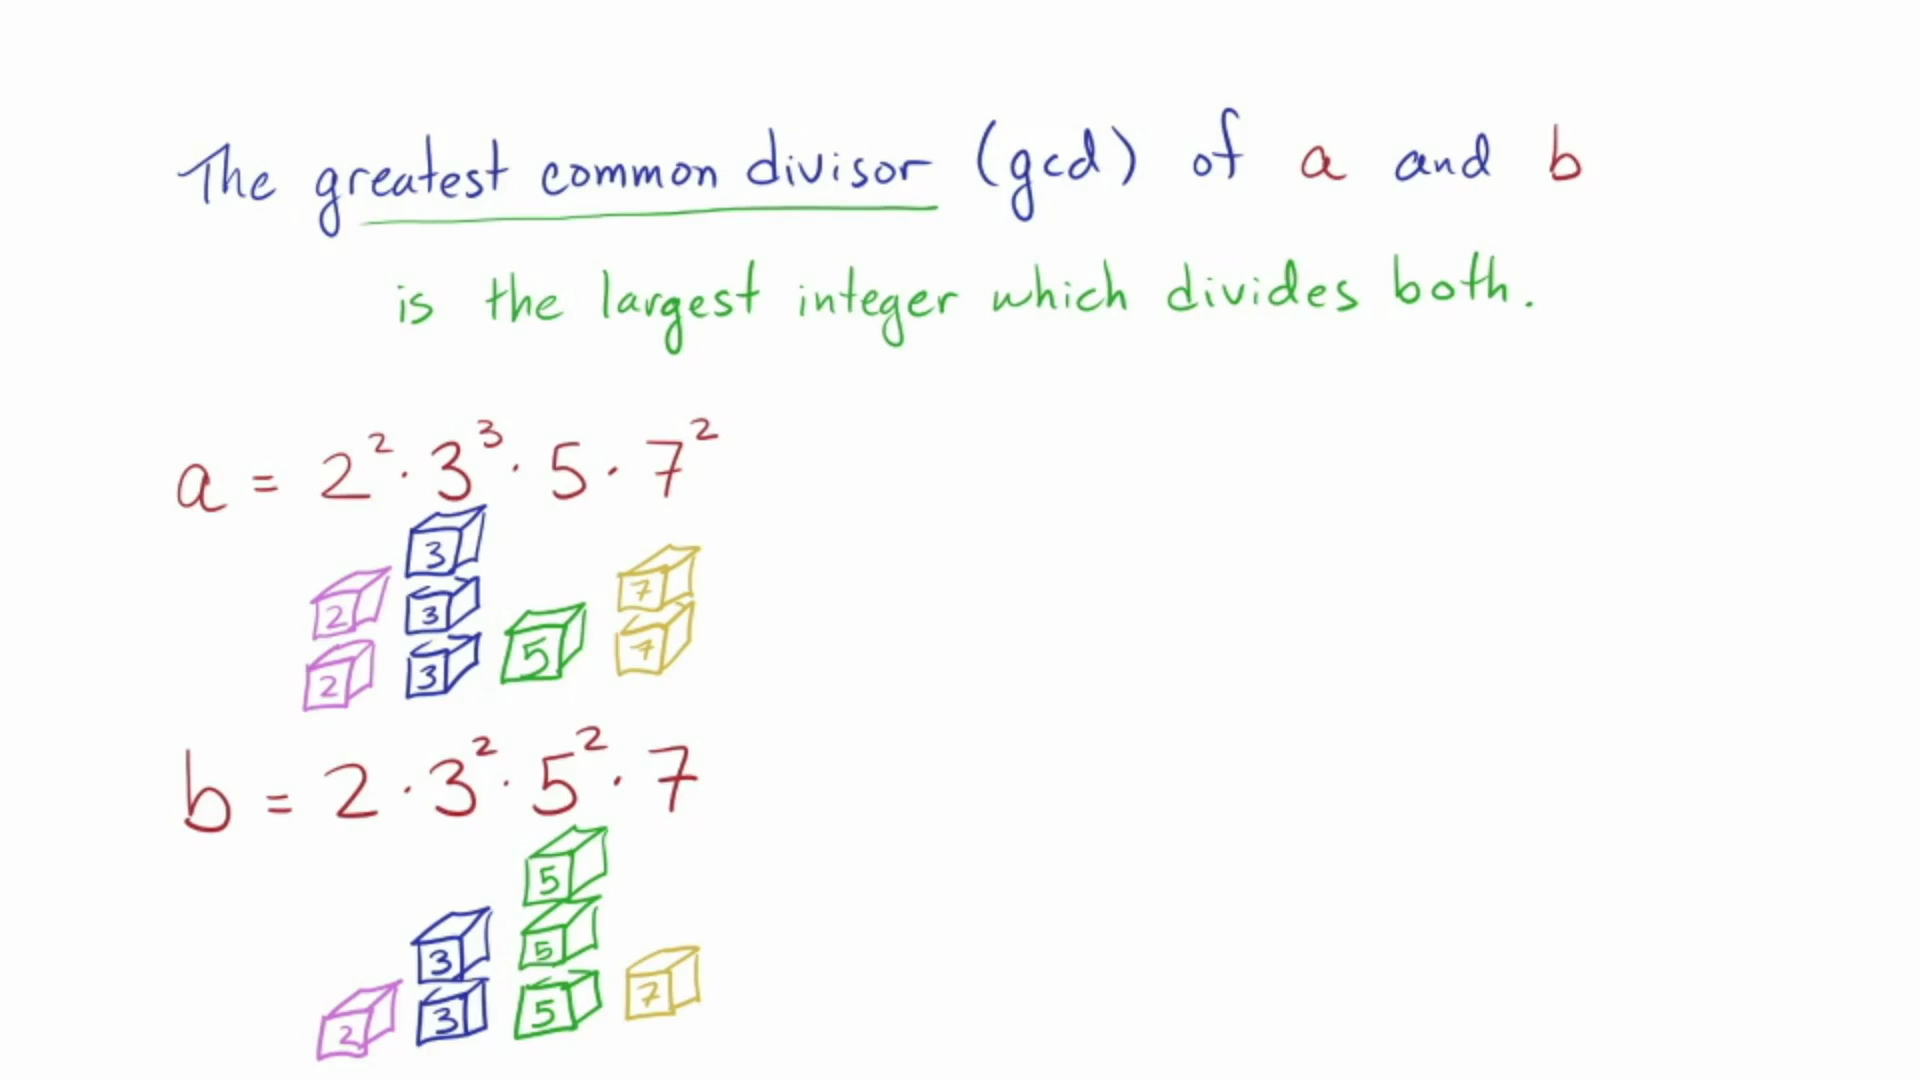 The greatest common divisor (gcd) of a and b
is the largest integer which divides both.
a = 2² · 3³ · 5 · 7²
3
2 3 7
2 3 5 7
b = 2 · 3² · 5² · 7
5
3 5
2 3 5 7